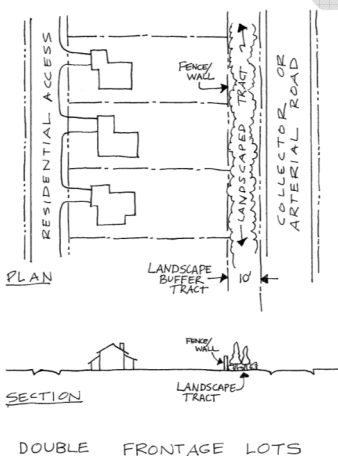 RESIDENTIAL ACCESS
FENCE/
WALL
LANDSCAPED TRACT
COLLECTOR OR
ARTERIAL ROAD
PLAN
LANDSCAPE
BUFFER
TRACT
10'
FENCE/
WALL
SECTION
LANDSCAPE
TRACT
DOUBLE FRONTAGE LOTS